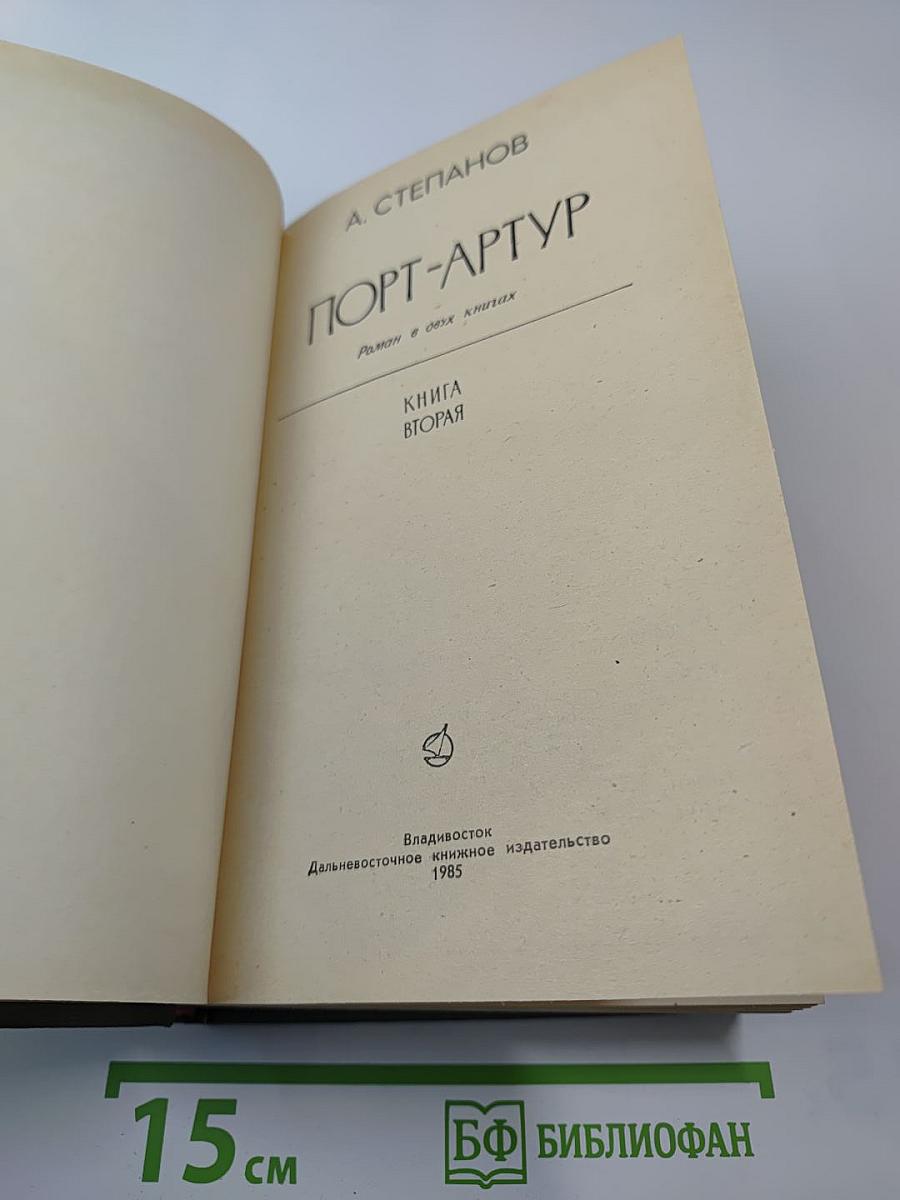 А. СТЕПАНОВ
ПОРТ-АРТУР
Роман в двух книгах
КНИГА
ВТОРАЯ
Владивосток
Дальневосточное книжное издательство
1985
15 см
БФ БИБЛИОФАН